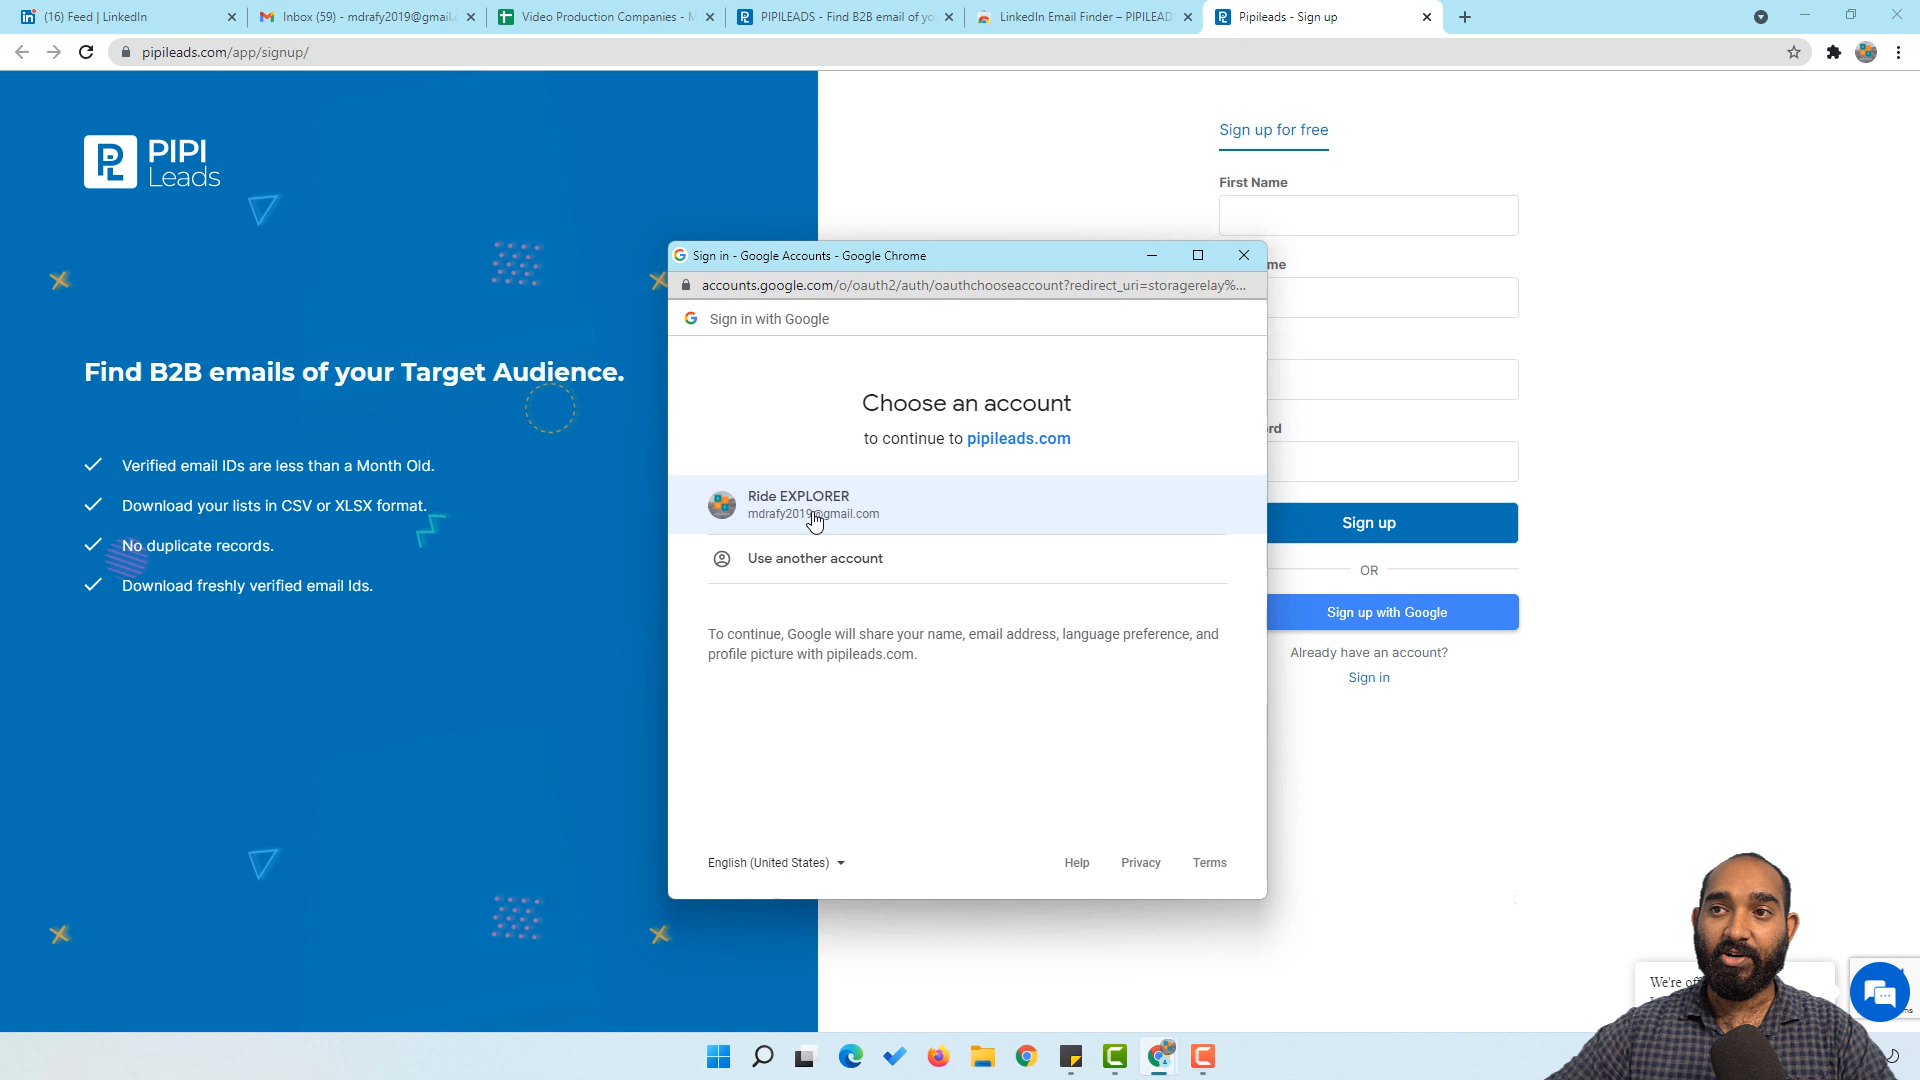 (16) Feed | LinkedIn
Inbox (59) - mdrafy2019@gmail.c
Video Production Companies - M
PIPILEADS - Find B2B email of yo
LinkedIn Email Finder – PIPILEAD
Pipileads - Sign up
pipileads.com/app/signup/
PIPI
Leads
Find B2B emails of your Target Audience.
Verified email IDs are less than a Month Old.
Download your lists in CSV or XLSX format.
No duplicate records.
Download freshly verified email Ids.
Sign in - Google Accounts - Google Chrome
accounts.google.com/o/oauth2/auth/oauthchooseaccount?redirect_uri=storagerelay%...
Sign in with Google
Choose an account
to continue to pipileads.com
Ride EXPLORER
mdrafy2019@gmail.com
Use another account
To continue, Google will share your name, email address, language preference, and
profile picture with pipileads.com.
English (United States)
Help
Privacy
Terms
Sign up for free
First Name
me
rd
Sign up
OR
Sign up with Google
Already have an account?
Sign in
We're